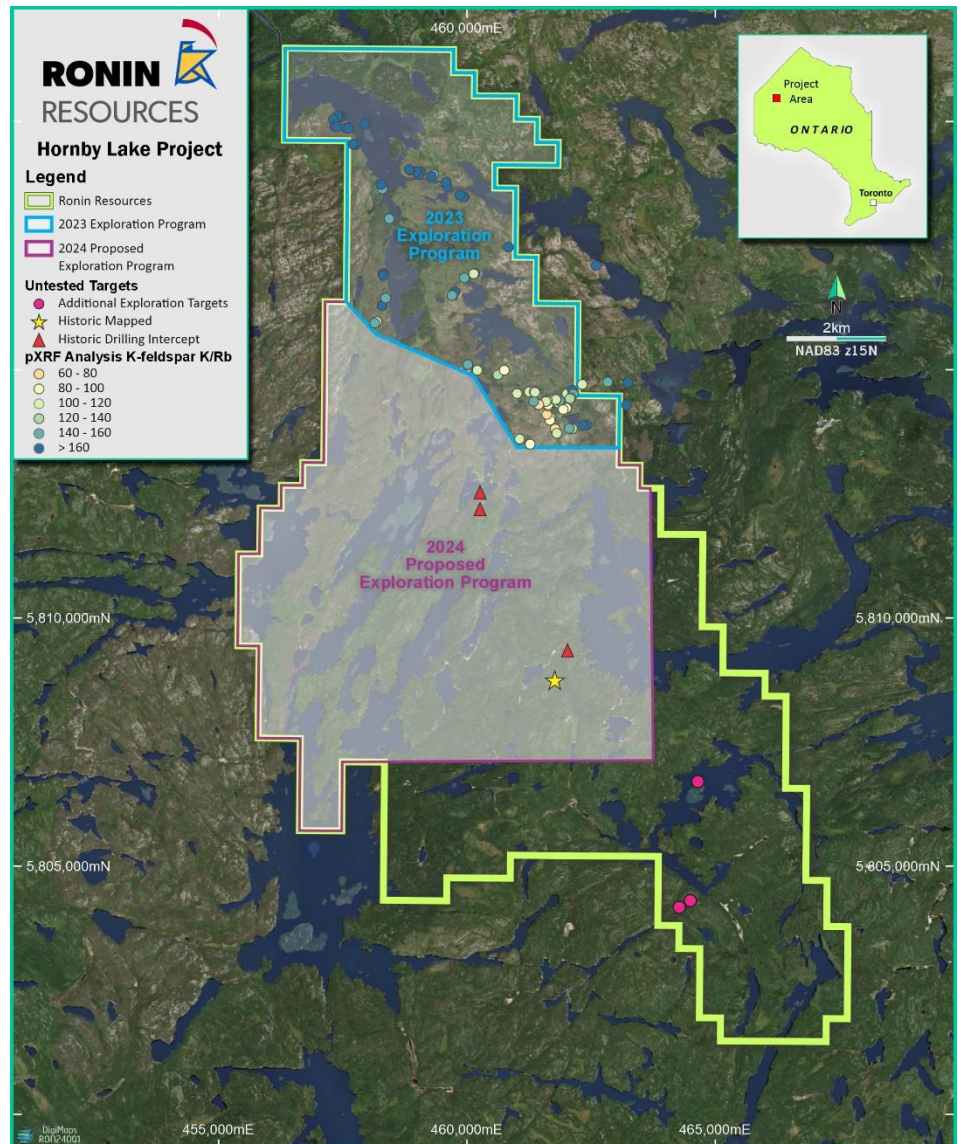 460,000mE
RONIN
RESOURCES
Hornby Lake Project
Legend
Ronin Resources
2023 Exploration Program
2024 Proposed
Exploration Program
Untested Targets
Additional Exploration Targets
Historic Mapped
Historic Drilling Intercept
pXRF Analysis K-feldspar K/Rb
60 - 80
80 - 100
100 - 120
120 - 140
140 - 160
> 160
Project
Area
ONTARIO
Toronto
2023
Exploration
Program
N
2km
NAD83 z15N
2024
Proposed
Exploration Program
5,810,000mN
5,810,000mN
5,805,000mN
5,805,000mN
DigiMaps
RON24001
455,000mE
460,000mE
465,000mE